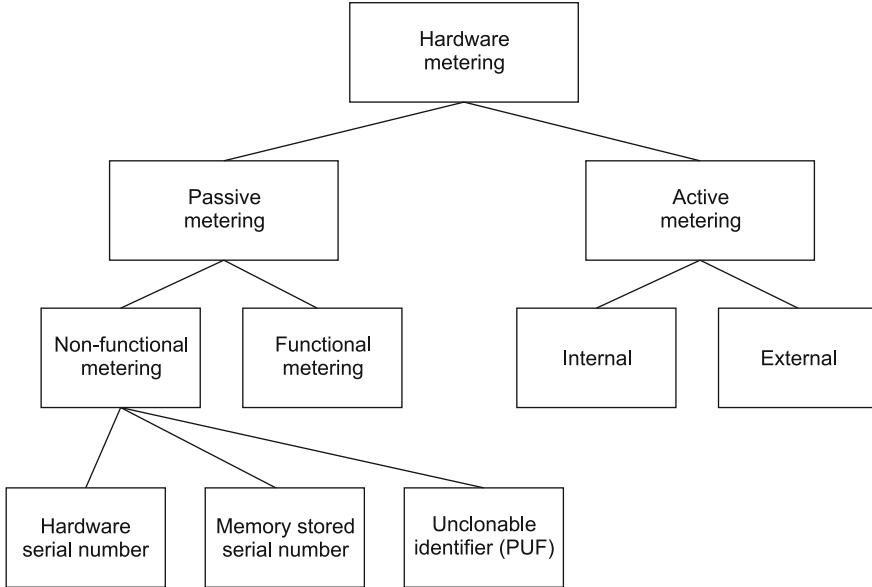 Hardware
metering
Passive
metering
Active
metering
Non-functional
metering
Functional
metering
Internal
External
Hardware
serial number
Memory stored
serial number
Unclonable
identifier (PUF)